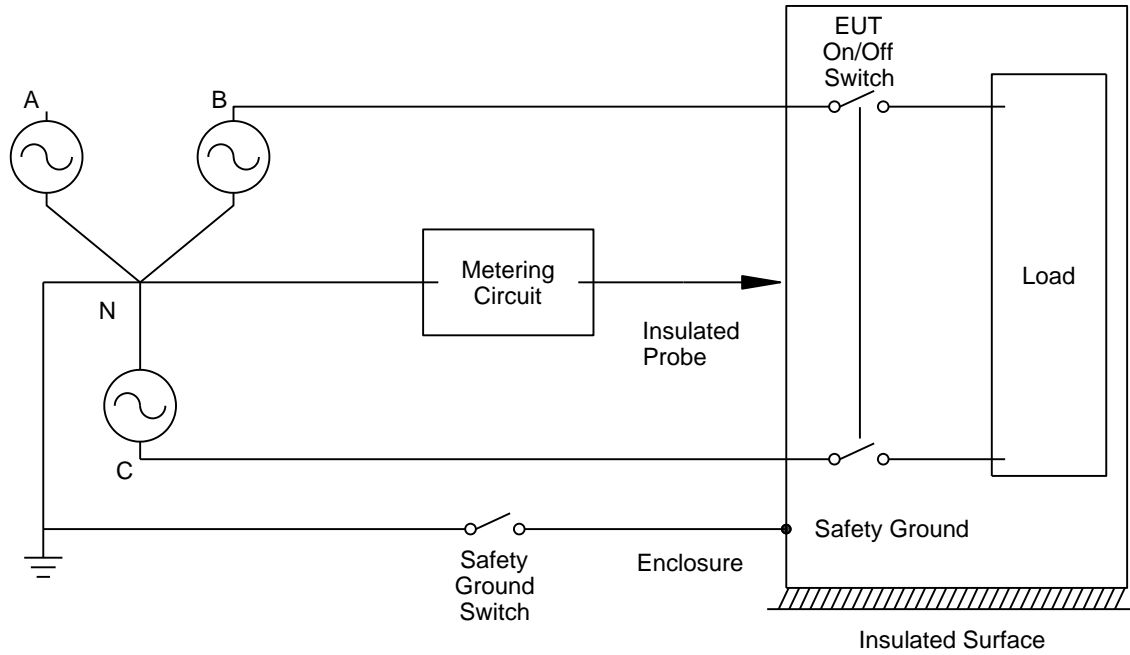 EUT
On/Off
Switch
A
B
Metering
Circuit
Load
N
Insulated
Probe
C
Safety Ground
Safety
Ground
Switch
Enclosure
Insulated Surface